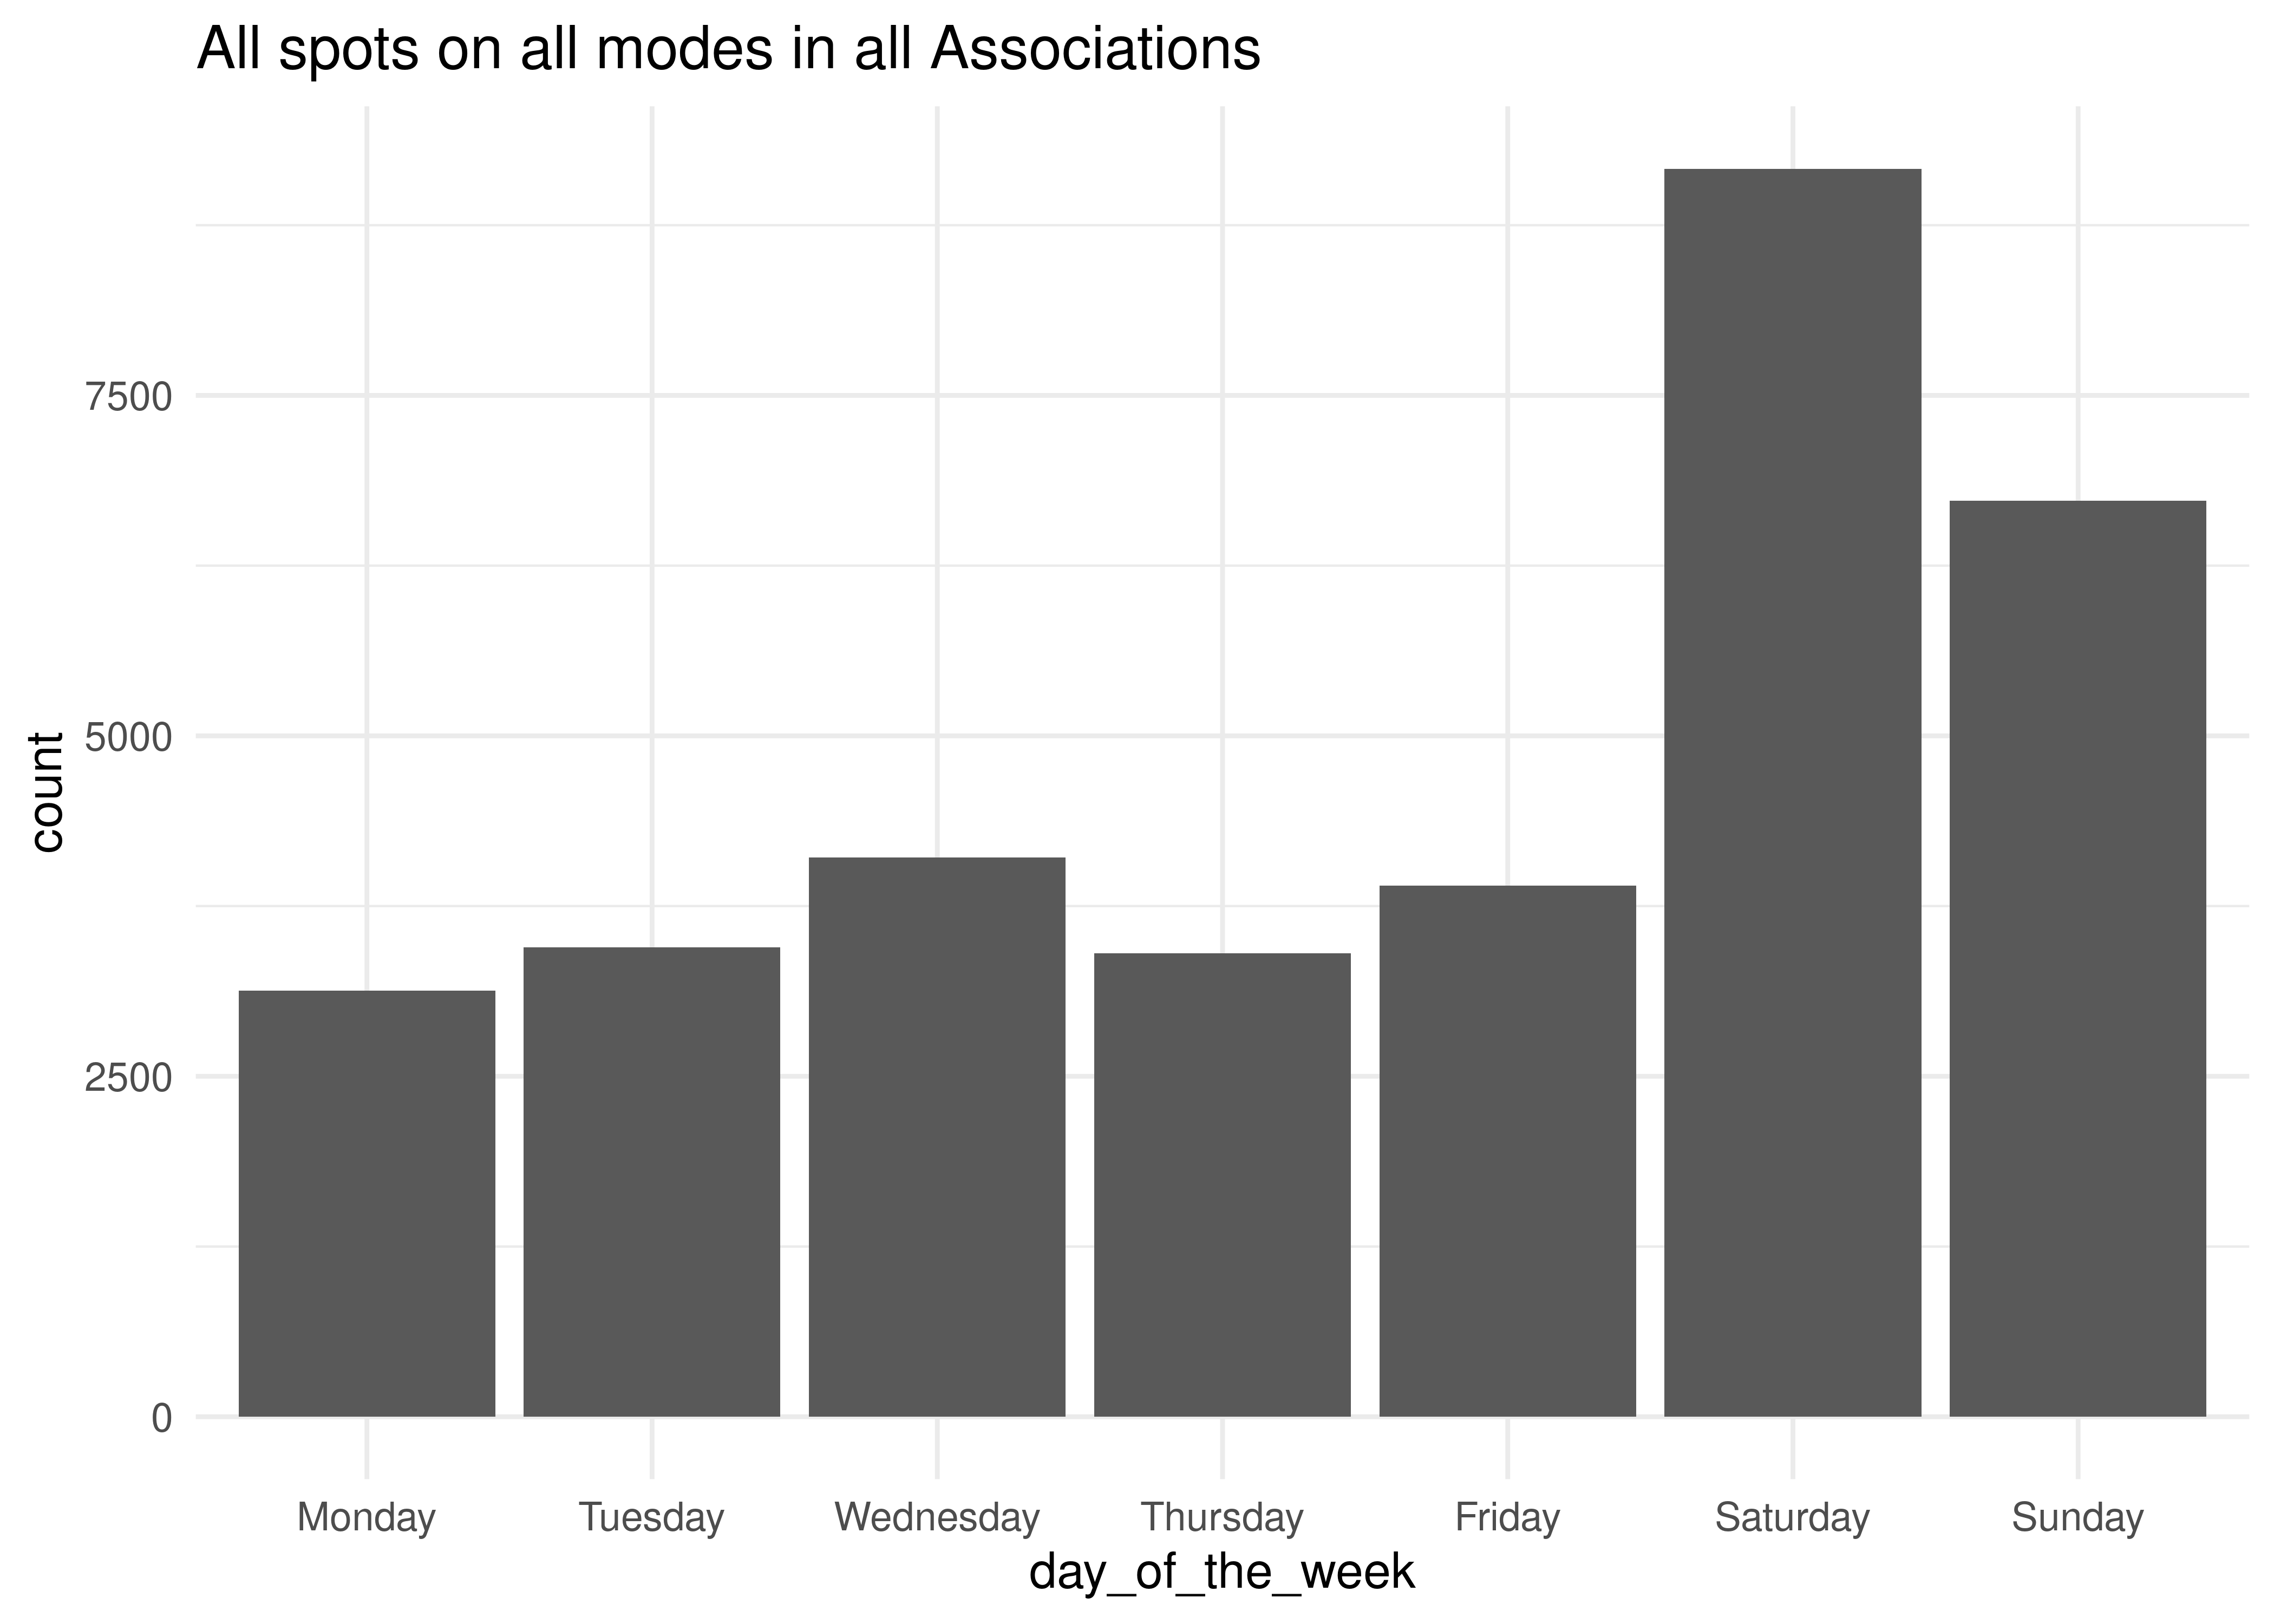 All spots on all modes in all Associations
count
7500
5000
2500
0
Monday Tuesday Wednesday Thursday Friday Saturday Sunday
day_of_the_week